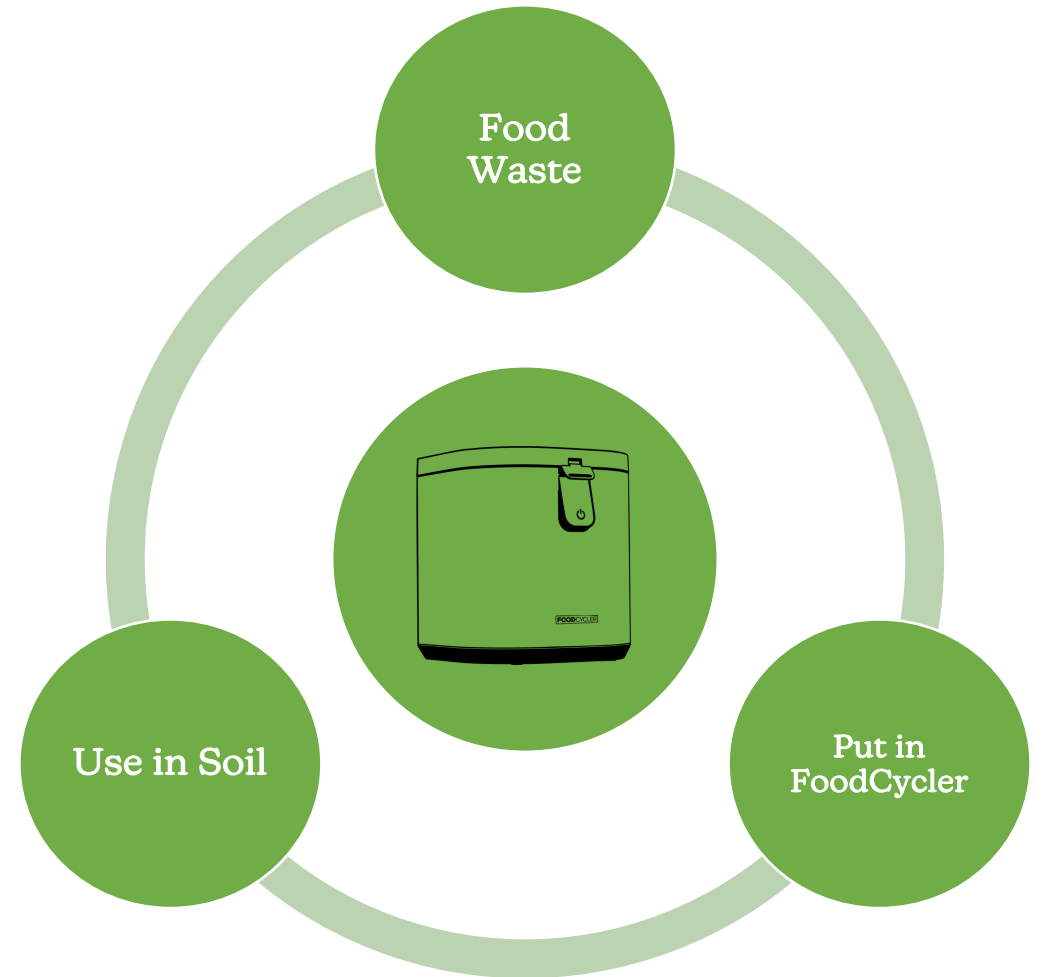 Food
Waste
FOODCYCLER
Use in Soil
Put in
FoodCycler